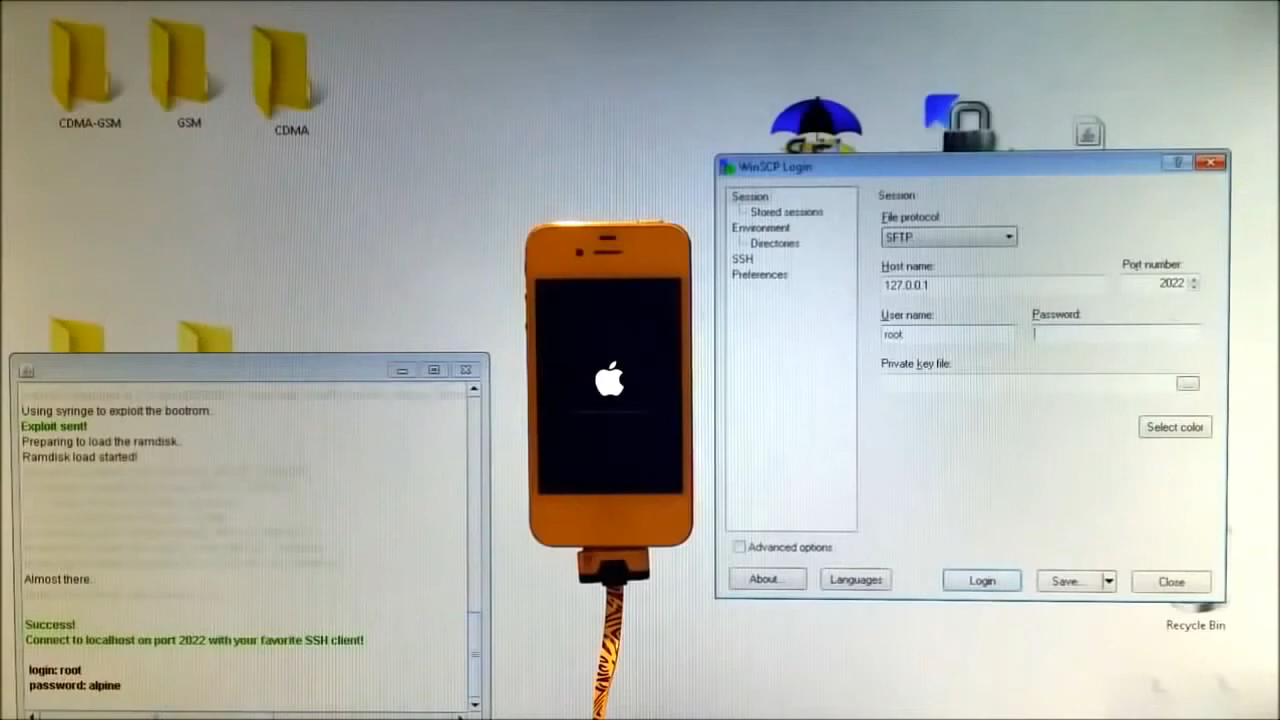 CDMA-GSM
GSM
CDMA
Using syringe to exploit the bootrom..
Exploit sent!
Preparing to load the ramdisk..
Ramdisk load started!
Almost there..
Success!
Connect to localhost on port 2022 with your favorite SSH client!
login: root
password: alpine
WinSCP Login
Session
Stored sessions
Environment
Directories
SSH
Preferences
Session
File protocol:
SFTP
Host name:
Port number:
127.0.0.1
2022
User name:
Password:
root
Private key file:
...
Select color
Advanced options
About...
Languages
Login
Save...
Close
Recycle Bin